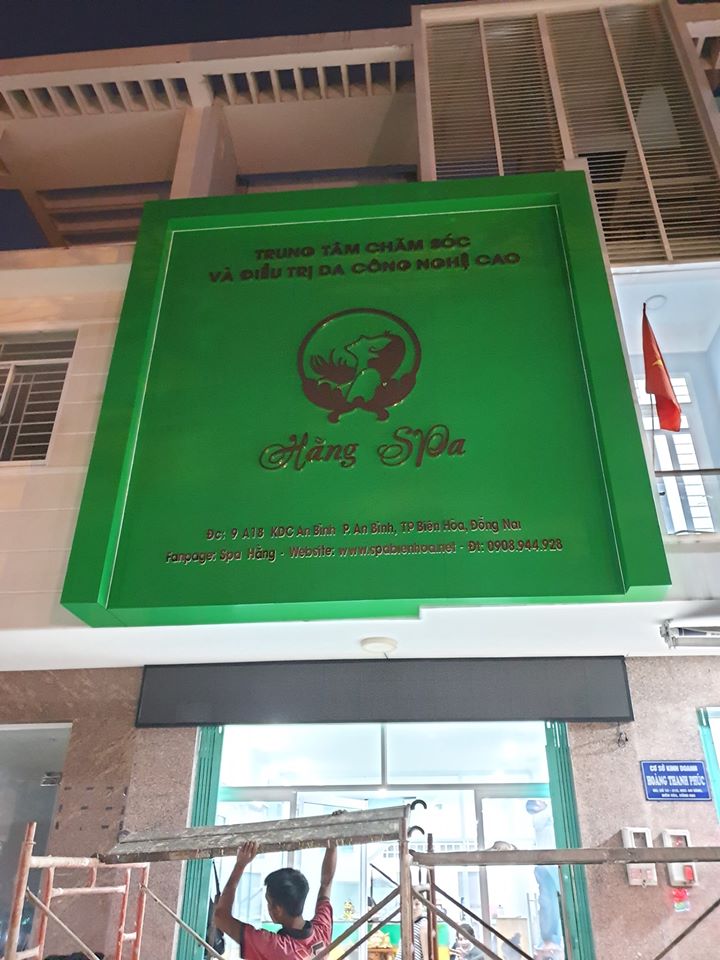 TRUNG TÂM CHĂM SÓC
VÀ ĐIỀU TRỊ DA CÔNG NGHỆ CAO
Hằng Spa
Đc: 9 A18 KDC An Bình P. An Bình, TP Biên Hòa, Đồng Nai
Fanpage: Spa Hằng - Website: www.spabienhoa.net - Đt: 0908.944.928
CƠ SỞ KINH DOANH
HOÀNG THANH PHÚC